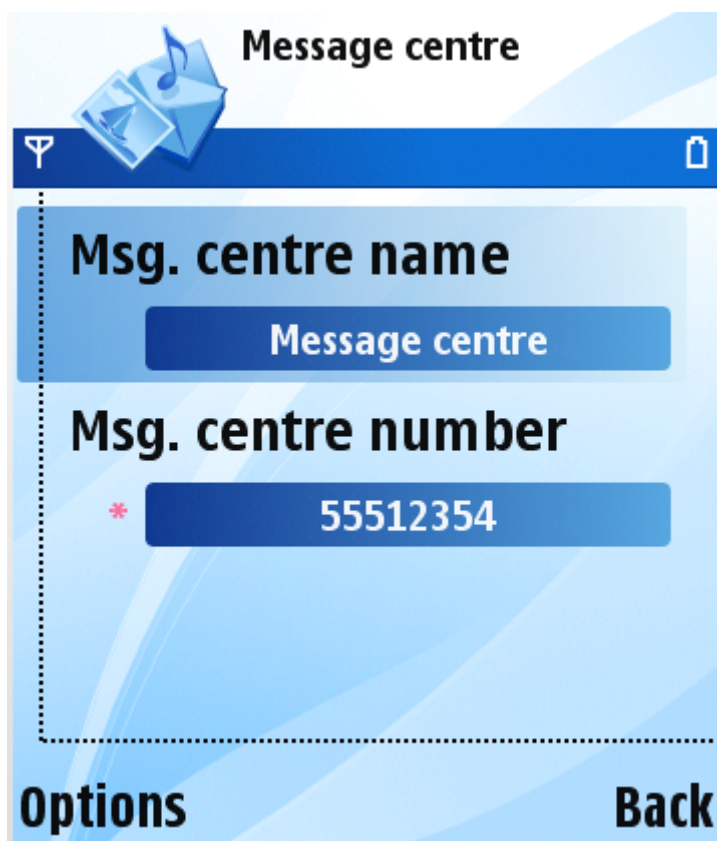 Message centre
Msg. centre name
Message centre
Msg. centre number
* 55512354
Options Back